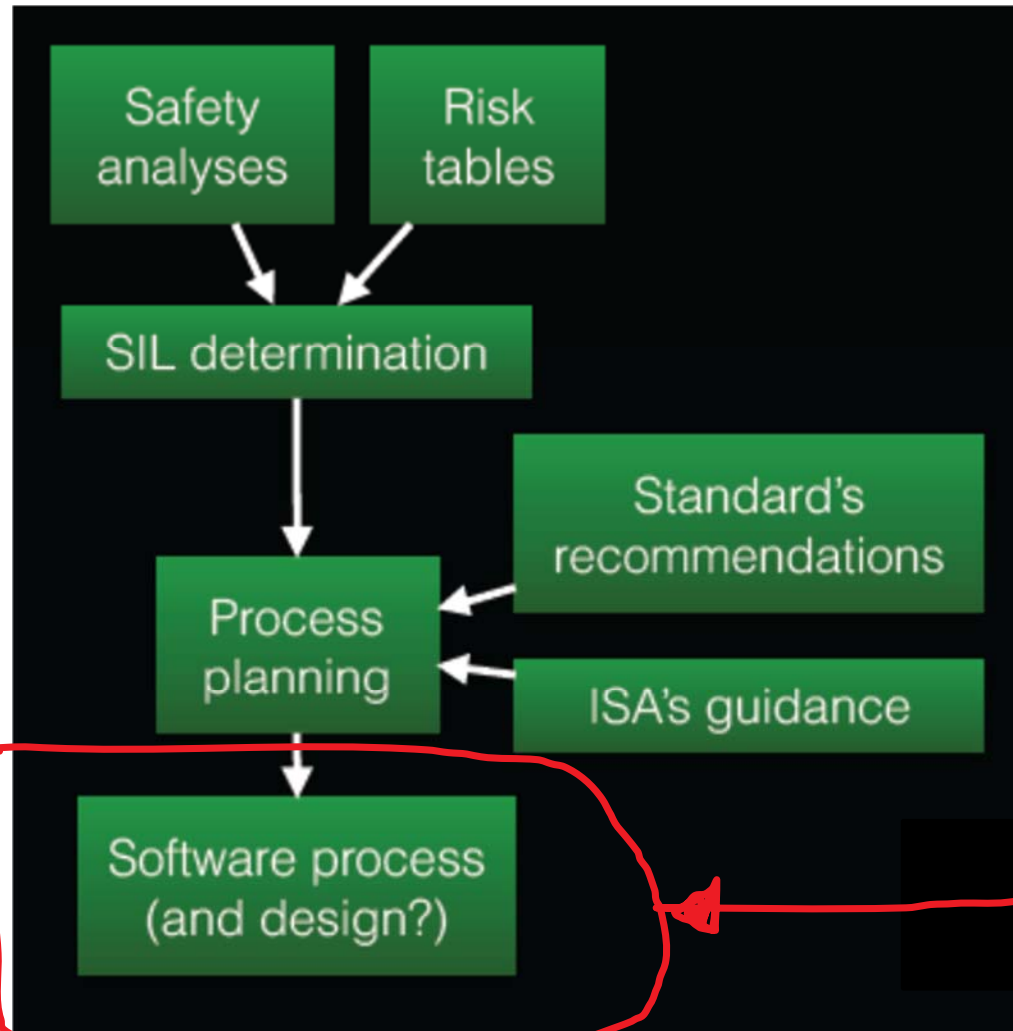 Safety
analyses
Risk
tables
SIL determination
Standard's
recommendations
Process
planning
ISA's guidance
Software process
(and design?)